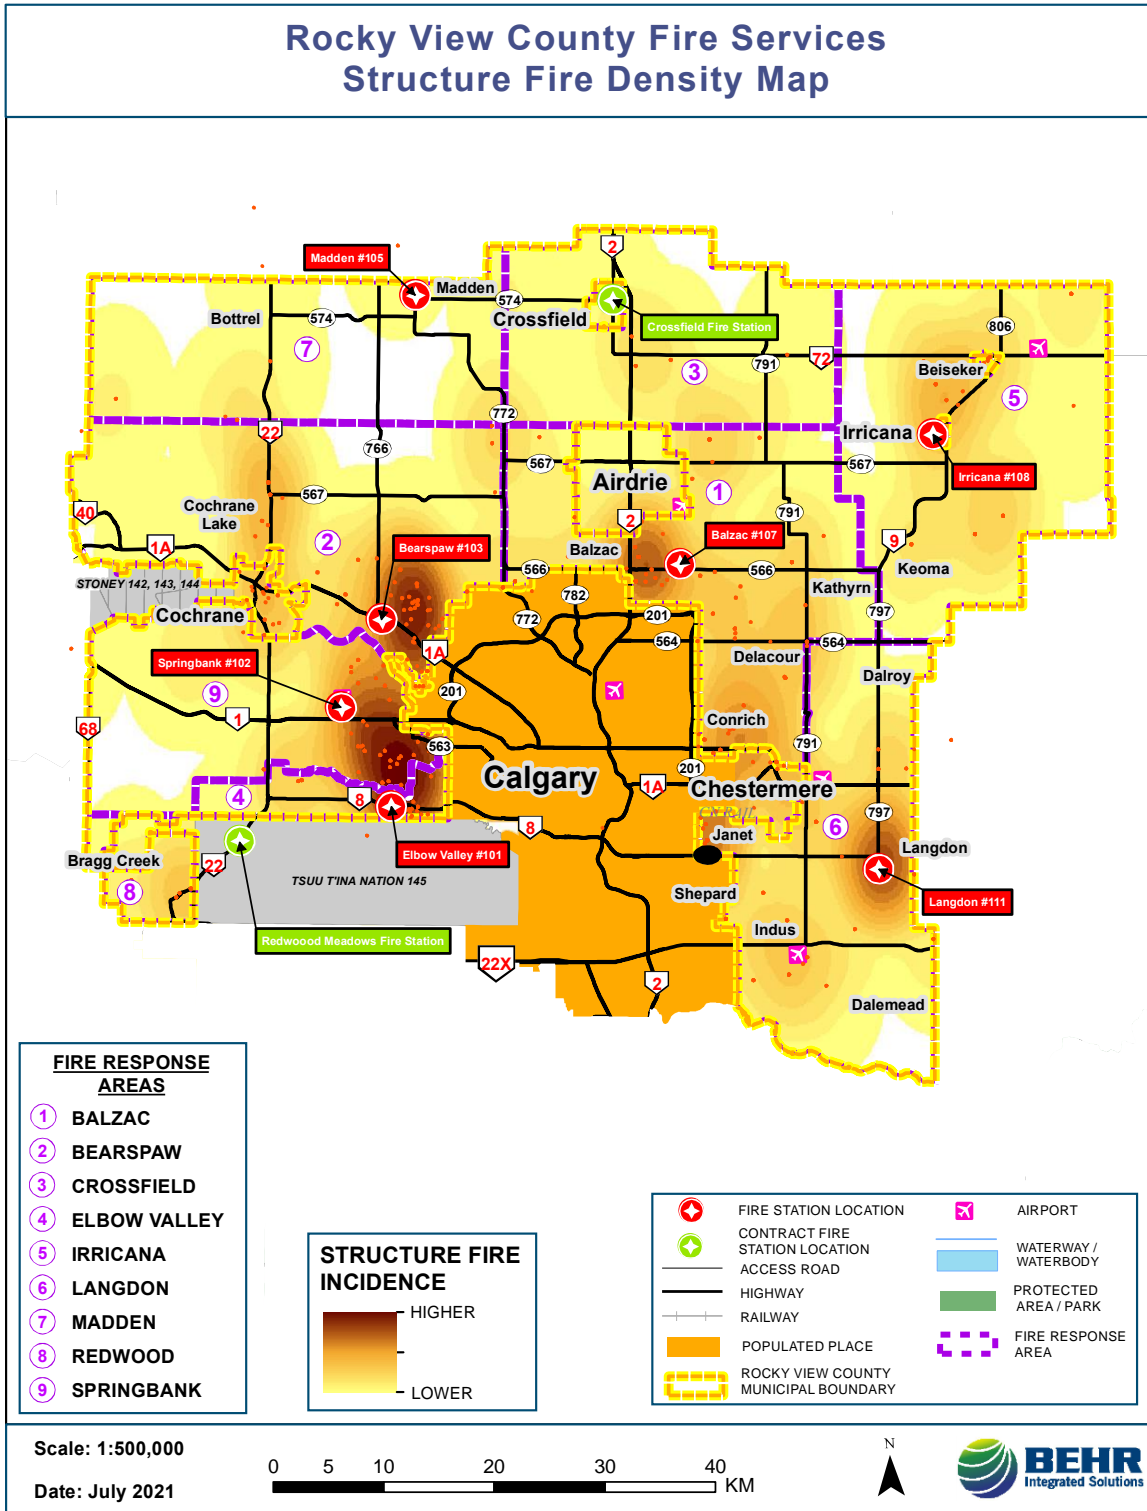 Rocky View County Fire Services
Structure Fire Density Map
2
Madden #105
Madden
574
Crossfield
Crossfield Fire Station
Bottrel
574
7
806
72
791
3
Beiseker
5
772
22
766
Irricana
567
567
Irricana #108
Airdrie
1
567
Cochrane
Lake
40
791
2
9
1A
2
Bearspaw #103
Balzac #107
Balzac
566
566
Keoma
Kathyrn
STONEY 142, 143, 144
782
797
Cochrane
772
201
564
564
1A
Delacour
Springbank #102
Dalroy
201
9
1
68
Conrich
563
791
201
Calgary
1A
Chestermere
4
8
CN RAIL
797
6
8
Janet
Langdon
Bragg Creek
22
Elbow Valley #101
TSUU T'INA NATION 145
8
Shepard
Langdon #111
Redwoood Meadows Fire Station
Indus
22X
2
Dalemead
FIRE RESPONSE
AREAS
1 BALZAC
2 BEARSPAW
3 CROSSFIELD
4 ELBOW VALLEY
5 IRRICANA
6 LANGDON
7 MADDEN
8 REDWOOD
9 SPRINGBANK
STRUCTURE FIRE
INCIDENCE
HIGHER
LOWER
FIRE STATION LOCATION
CONTRACT FIRE
STATION LOCATION
ACCESS ROAD
HIGHWAY
RAILWAY
POPULATED PLACE
ROCKY VIEW COUNTY
MUNICIPAL BOUNDARY
AIRPORT
WATERWAY /
WATERBODY
PROTECTED
AREA / PARK
FIRE RESPONSE
AREA
Scale: 1:500,000
Date: July 2021
0 5 10 20 30 40
KM
N
BEHR
Integrated Solutions